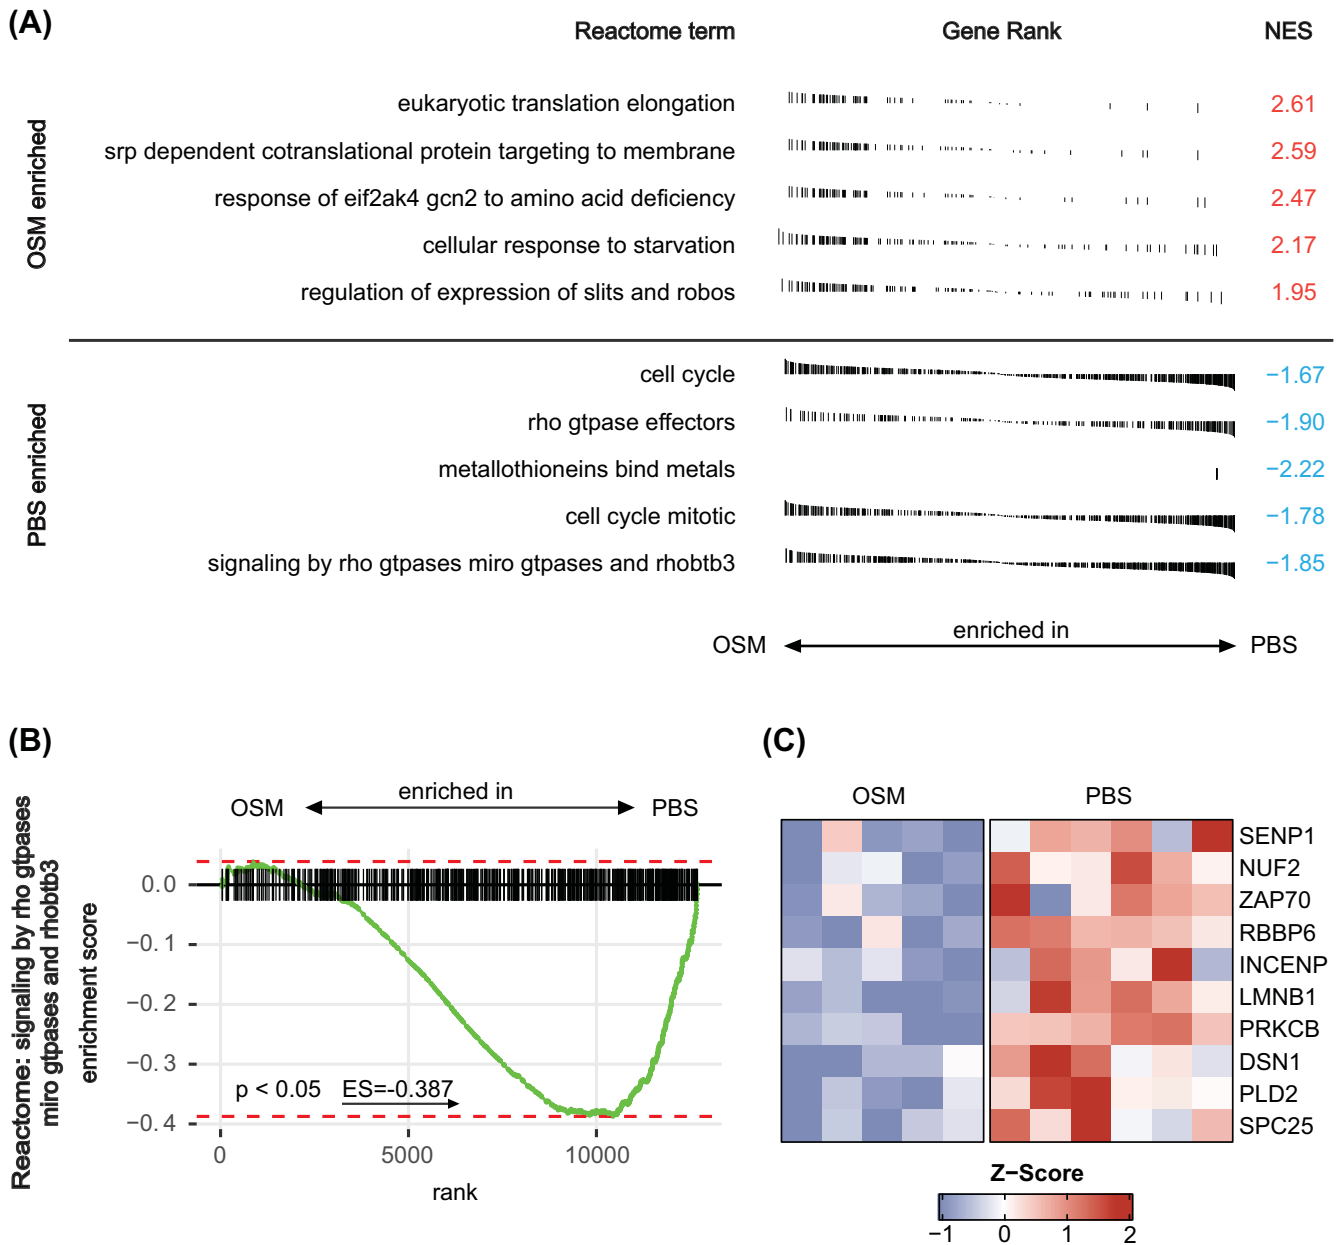 (A)
Reactome term Gene Rank NES
OSM enriched
eukaryotic translation elongation 2.61
srp dependent cotranslational protein targeting to membrane 2.59
response of eif2ak4 gcn2 to amino acid deficiency 2.47
cellular response to starvation 2.17
regulation of expression of slits and robos 1.95
PBS enriched
cell cycle −1.67
rho gtpase effectors −1.90
metallothioneins bind metals −2.22
cell cycle mitotic −1.78
signaling by rho gtpases miro gtpases and rhobtb3 −1.85
OSM enriched in PBS
(B)
Reactome: signaling by rho gtpases
miro gtpases and rhobtb3
enrichment score
OSM enriched in PBS
0.0
−0.1
−0.2
−0.3
−0.4
p < 0.05 ES=-0.387
0 5000 10000
rank
(C)
OSM PBS
SENP1
NUF2
ZAP70
RBBP6
INCENP
LMNB1
PRKCB
DSN1
PLD2
SPC25
Z−Score
−1 0 1 2